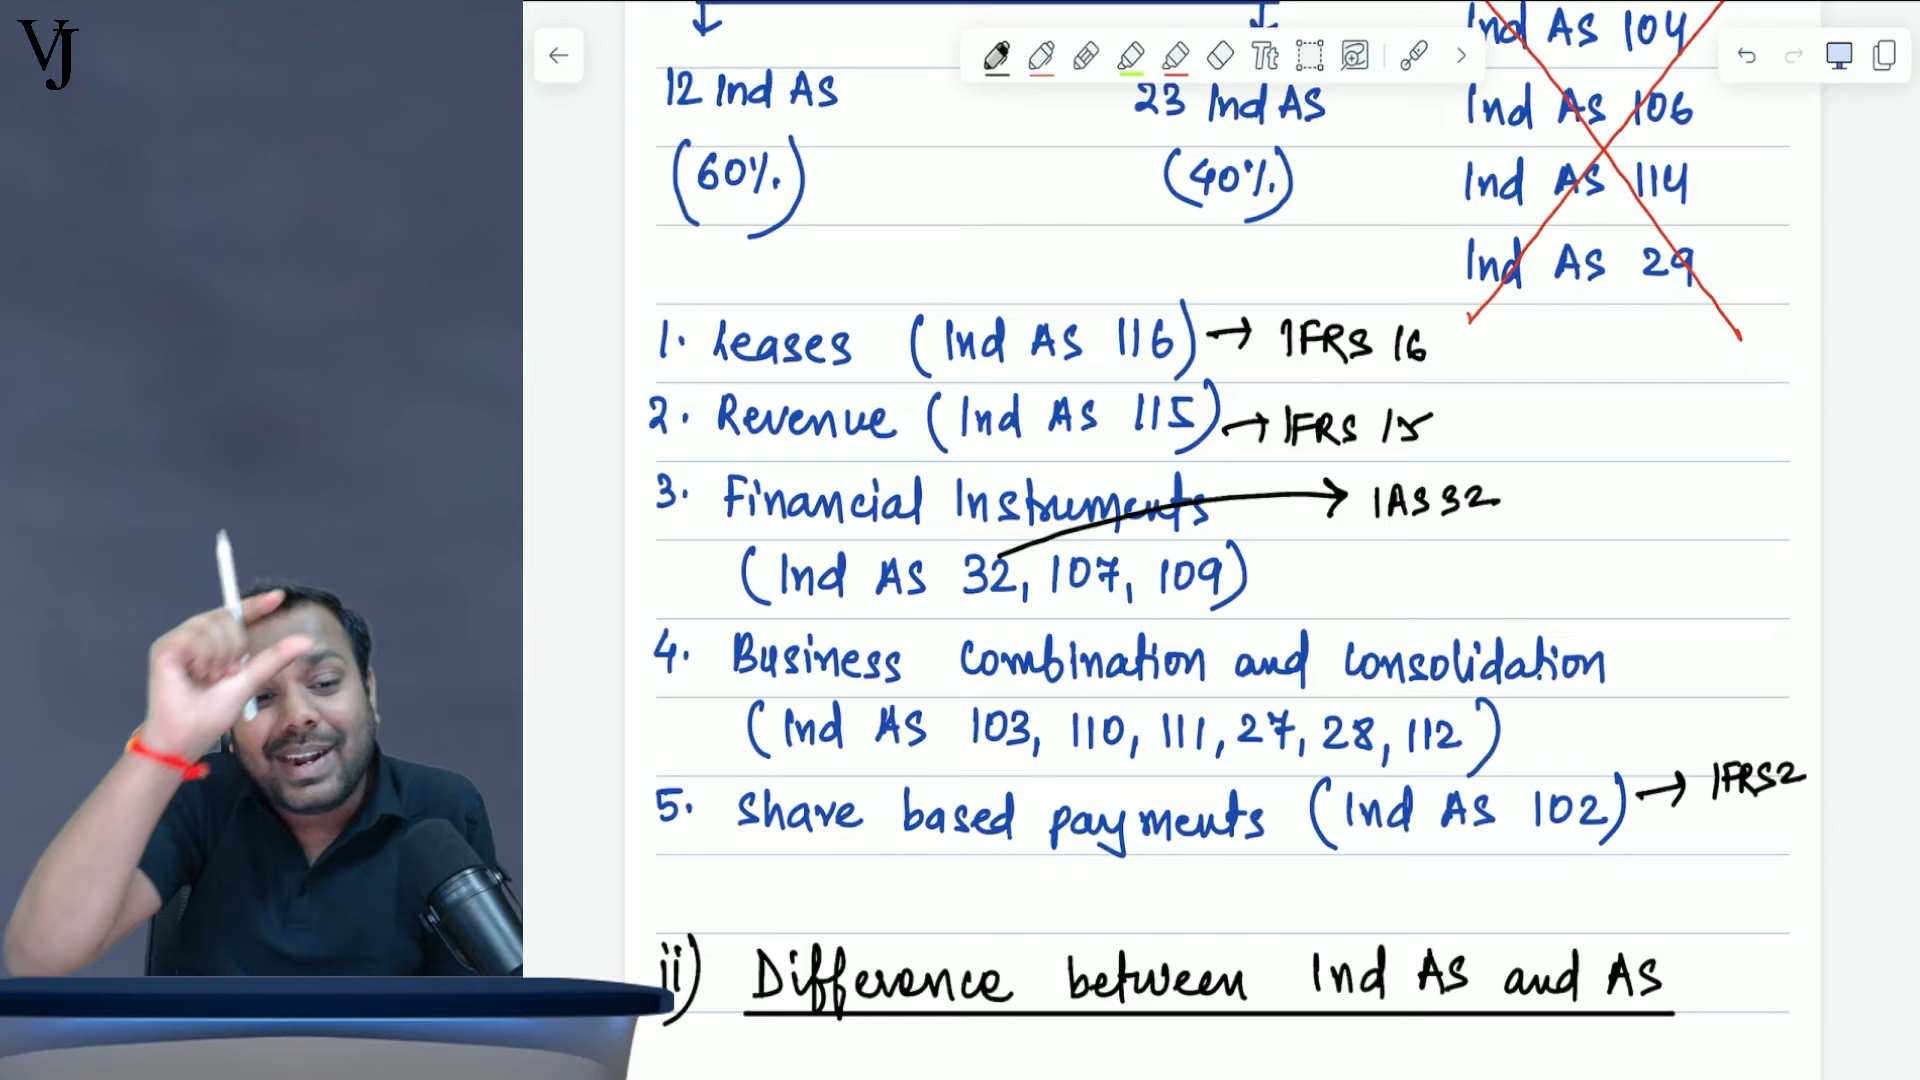 VJ
Ind AS 104
12 Ind AS
23 Ind AS
Ind AS 106
(60%)
(40%)
Ind AS 114
Ind AS 29
1. Leases (Ind AS 116) → IFRS 16
2. Revenue (Ind AS 115) → IFRS 15
3. Financial Instruments → IAS 32
(Ind AS 32, 107, 109)
4. Business Combination and Consolidation
(Ind AS 103, 110, 111, 27, 28, 112)
5. Share based payments (Ind AS 102) → IFRS2
ii) Difference between Ind AS and AS
Tt